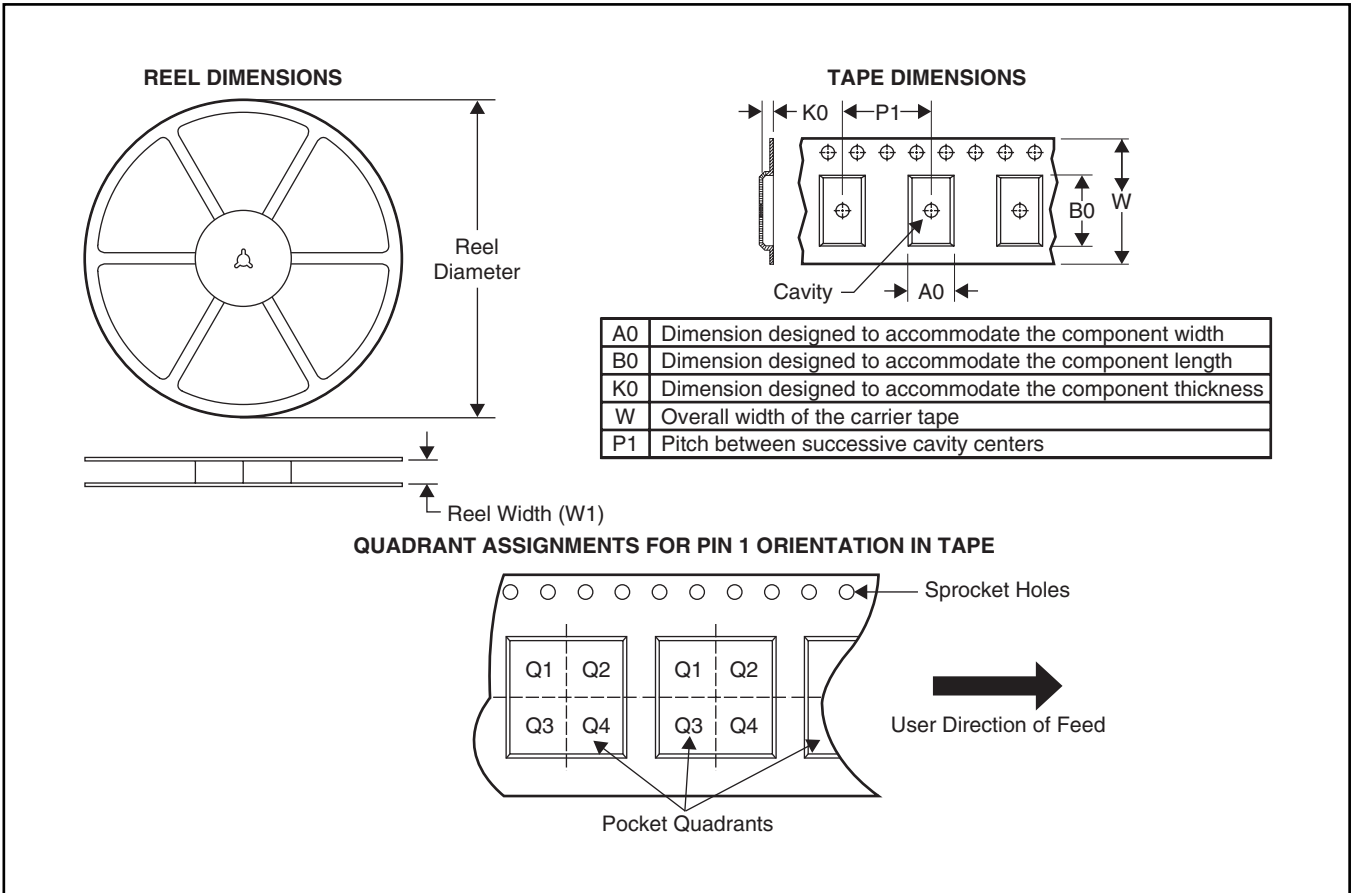 REEL DIMENSIONS
Reel
Diameter
Reel Width (W1)
TAPE DIMENSIONS
K0
P1
B0
W
Cavity
A0
A0 Dimension designed to accommodate the component width
B0 Dimension designed to accommodate the component length
K0 Dimension designed to accommodate the component thickness
W Overall width of the carrier tape
P1 Pitch between successive cavity centers
QUADRANT ASSIGNMENTS FOR PIN 1 ORIENTATION IN TAPE
Sprocket Holes
Q1 Q2 Q1 Q2
Q3 Q4 Q3 Q4
User Direction of Feed
Pocket Quadrants